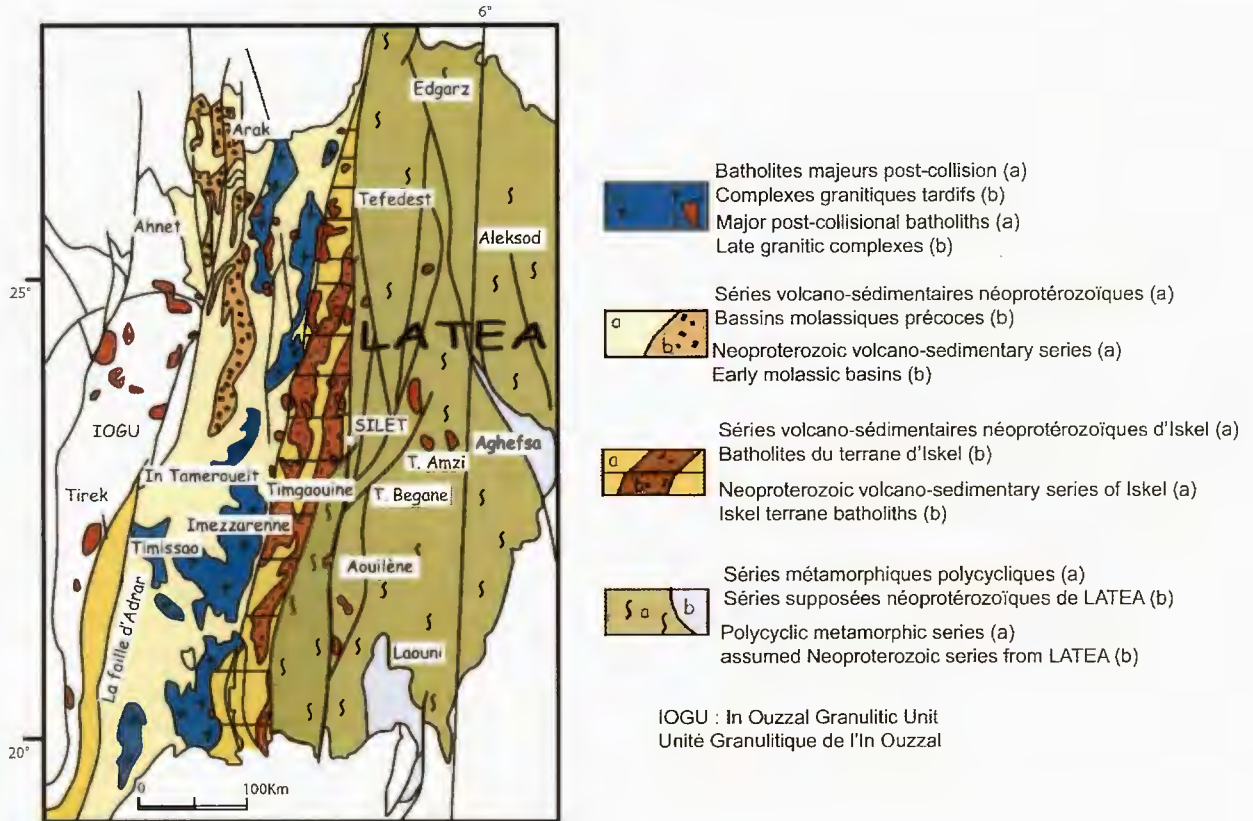 6°
Edgarz
Arak
Tefedest
Ahnet
Aleksod
25°
LATEA
IOGU
SILET
Aghefsa
T. Amzi
In Tameroueit
Timgaouine
T. Begane
Tirek
Imezzarenne
Timissao
Aouilène
La faille d'Adrar
Laouni
20°
0 100Km
Batholites majeurs post-collision (a)
Complexes granitiques tardifs (b)
Major post-collisional batholiths (a)
Late granitic complexes (b)
a
b
Séries volcano-sédimentaires néoprotérozoïques (a)
Bassins molassiques précoces (b)
Neoproterozoic volcano-sedimentary series (a)
Early molassic basins (b)
a
b
Séries volcano-sédimentaires néoprotérozoïques d'Iskel (a)
Batholites du terrane d'Iskel (b)
Neoproterozoic volcano-sedimentary series of Iskel (a)
Iskel terrane batholiths (b)
a b
Séries métamorphiques polycycliques (a)
Séries supposées néoprotérozoïques de LATEA (b)
Polycyclic metamorphic series (a)
assumed Neoproterozoic series from LATEA (b)
IOGU : In Ouzzal Granulitic Unit
Unité Granulitique de l'In Ouzzal